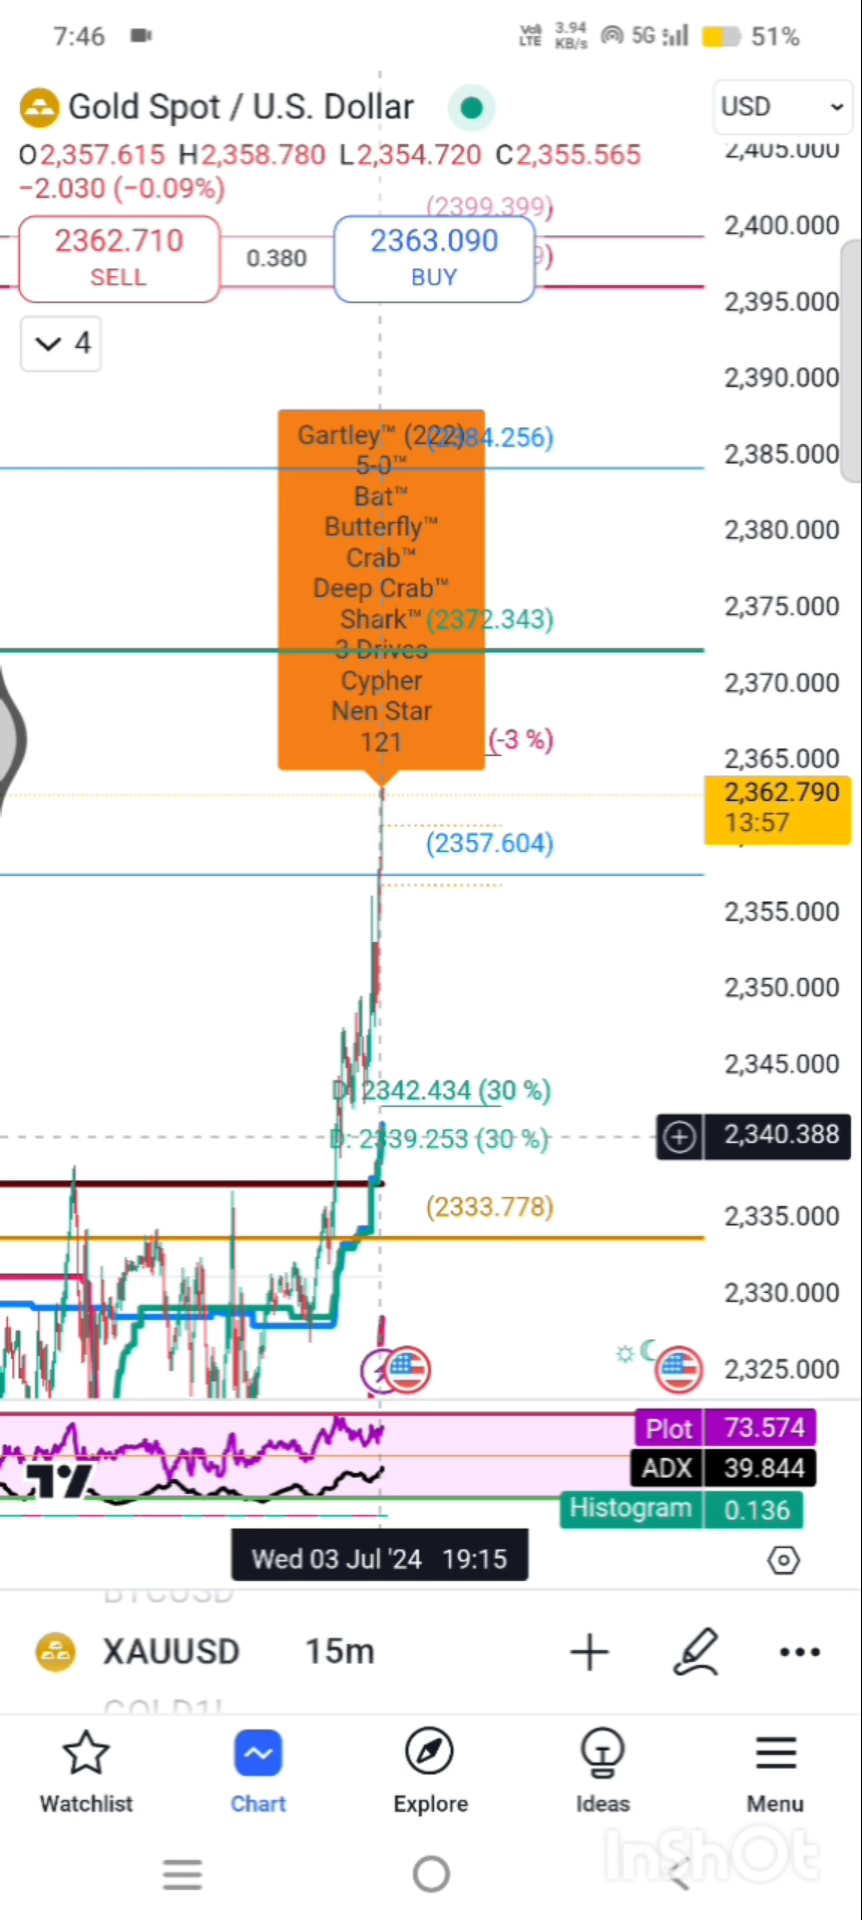 7:46 Vol LTE 3.94 KB/s 5G 51%
Gold Spot / U.S. Dollar USD
O2,357.615 H2,358.780 L2,354.720 C2,355.565
−2.030 (−0.09%)
2,405.000
(2399.399)
2,400.000
2362.710 SELL
0.380
2363.090 BUY
9)
2,395.000
4
2,390.000
Gartley™ (222)
(2384.256)
2,385.000
5-0™
Bat™
Butterfly™
2,380.000
Crab™
Deep Crab™
2,375.000
Shark™ (2372.343)
3 Drives
Cypher
2,370.000
Nen Star
121
(-3 %)
2,365.000
2,362.790
13:57
(2357.604)
2,355.000
2,350.000
2,345.000
D: 2342.434 (30 %)
D: 2339.253 (30 %)
2,340.388
(2333.778)
2,335.000
2,330.000
2,325.000
Plot 73.574
ADX 39.844
Histogram 0.136
Wed 03 Jul '24 19:15
BTCUSD
XAUUSD 15m
GOLD1!
Watchlist Chart Explore Ideas Menu
InShOt